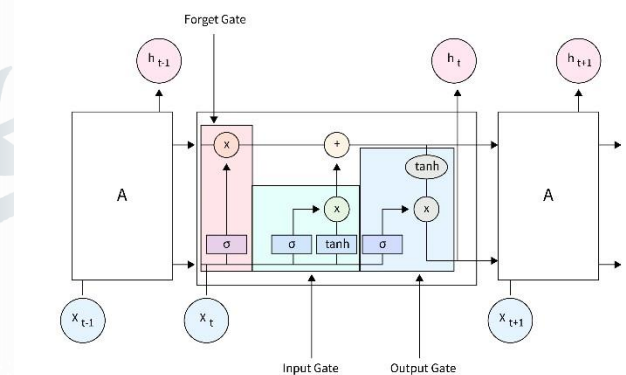 Forget Gate
h t-1
h t
h t+1
x
+
tanh
A
x
x
A
σ
σ
tanh
σ
X t-1
X t
X t+1
Input Gate
Output Gate